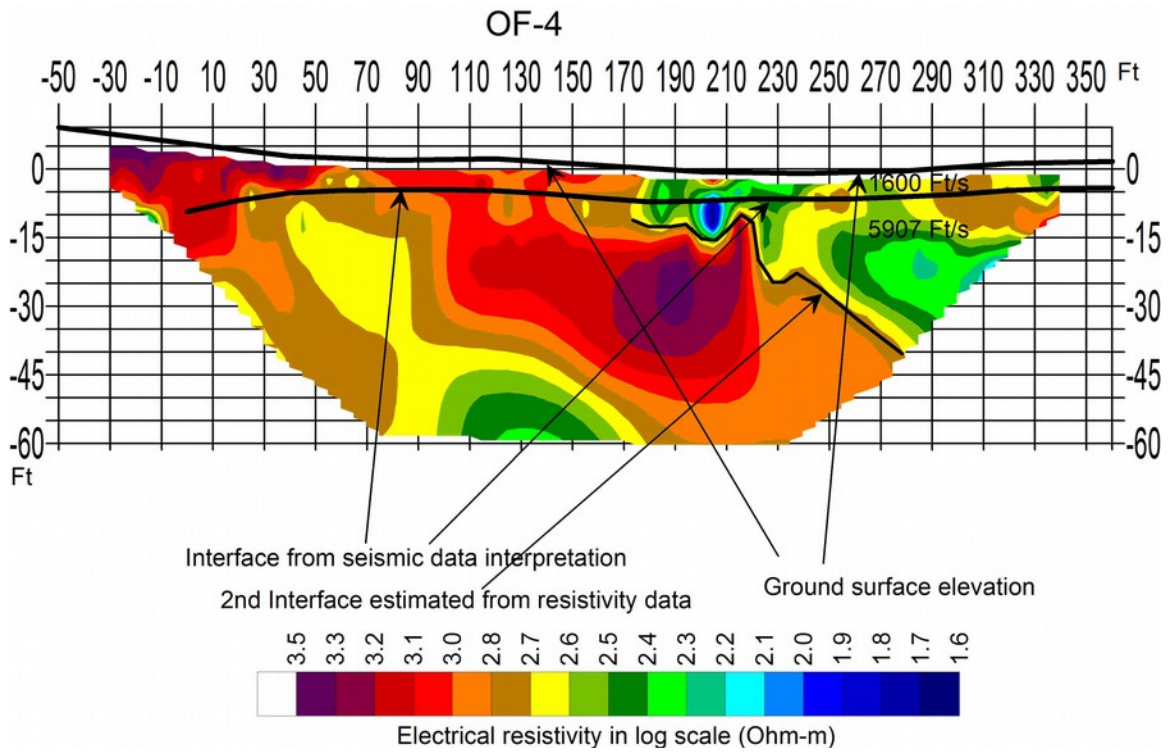 OF-4
-50 -30 -10 10 30 50 70 90 110 130 150 170 190 210 230 250 270 290 310 330 350 Ft
0 0
1600 Ft/s
-15 5907 Ft/s -15
-30 -30
-45 -45
-60 -60
Ft
Interface from seismic data interpretation
2nd Interface estimated from resistivity data
Ground surface elevation
3.5 3.3 3.2 3.1 3.0 2.8 2.7 2.6 2.5 2.4 2.3 2.2 2.1 2.0 1.9 1.8 1.7 1.6
Electrical resistivity in log scale (Ohm-m)